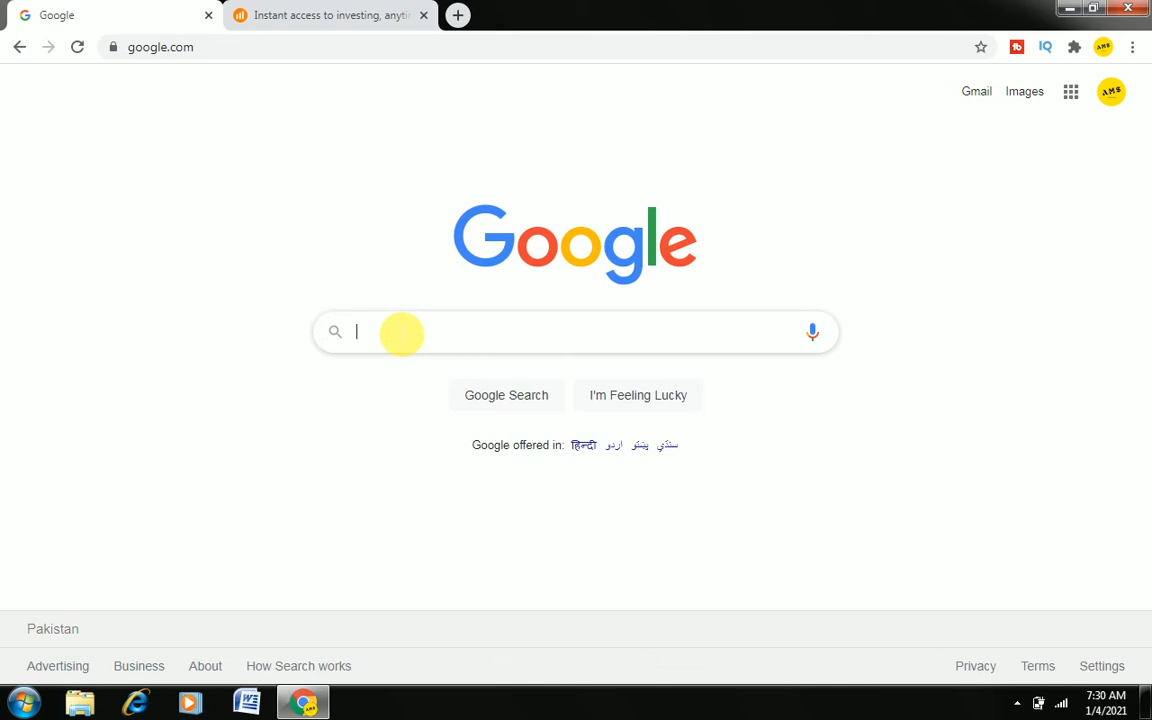 Google
Instant access to investing, anyti
google.com
Gmail Images
AMS
Google
Google Search I'm Feeling Lucky
Google offered in: हिन्दी اردو پښتو سنڌي
Pakistan
Advertising Business About How Search works Privacy Terms Settings
7:30 AM
1/4/2021